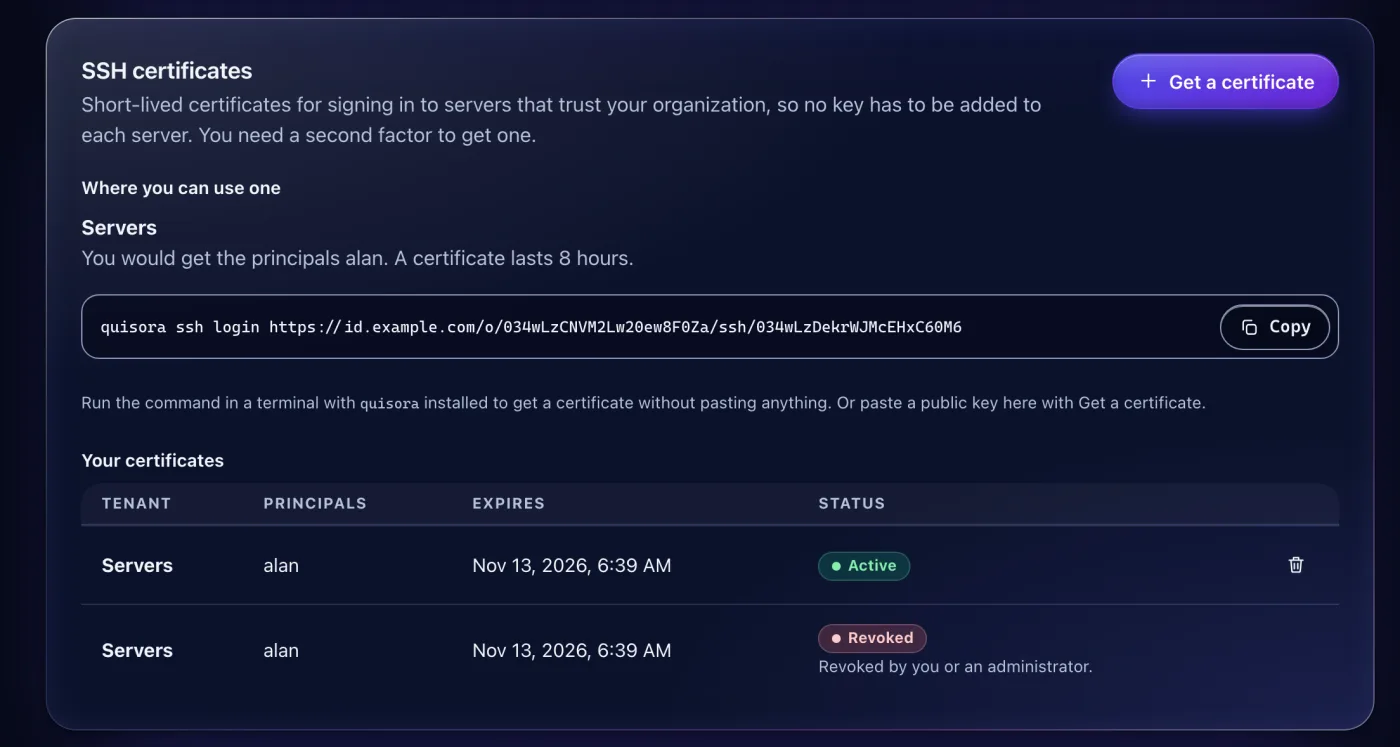 SSH certificates
+ Get a certificate
Short-lived certificates for signing in to servers that trust your organization, so no key has to be added to
each server. You need a second factor to get one.
Where you can use one
Servers
You would get the principals alan. A certificate lasts 8 hours.
quisora ssh login https://id.example.com/o/034wLzCNVM2Lw20ew8F0Za/ssh/034wLzDekrWJMcEHxC60M6
Copy
Run the command in a terminal with quisora installed to get a certificate without pasting anything. Or paste a public key here with Get a certificate.
Your certificates
TENANT PRINCIPALS EXPIRES STATUS
Servers alan Nov 13, 2026, 6:39 AM Active
Servers alan Nov 13, 2026, 6:39 AM Revoked
Revoked by you or an administrator.